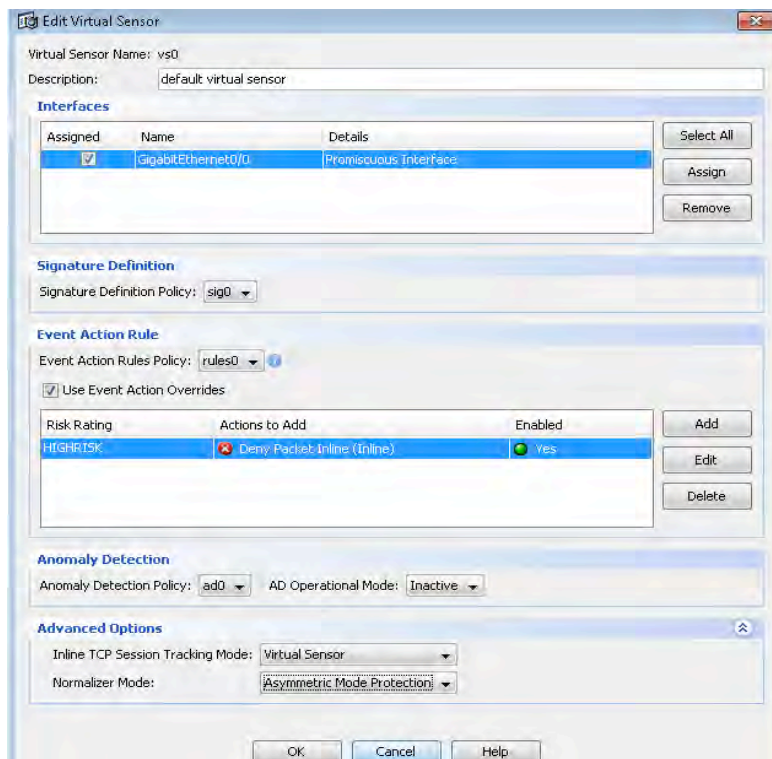 Edit Virtual Sensor
Virtual Sensor Name: vs0
Description: default virtual sensor
Interfaces
Assigned Name Details
GigabitEthernet0/0 Promiscuous Interface
Select All
Assign
Remove
Signature Definition
Signature Definition Policy: sig0
Event Action Rule
Event Action Rules Policy: rules0
Use Event Action Overrides
Risk Rating Actions to Add Enabled
HIGHRISK Deny Packet Inline (Inline) Yes
Add
Edit
Delete
Anomaly Detection
Anomaly Detection Policy: ad0 AD Operational Mode: Inactive
Advanced Options
Inline TCP Session Tracking Mode: Virtual Sensor
Normalizer Mode: Asymmetric Mode Protection
OK Cancel Help